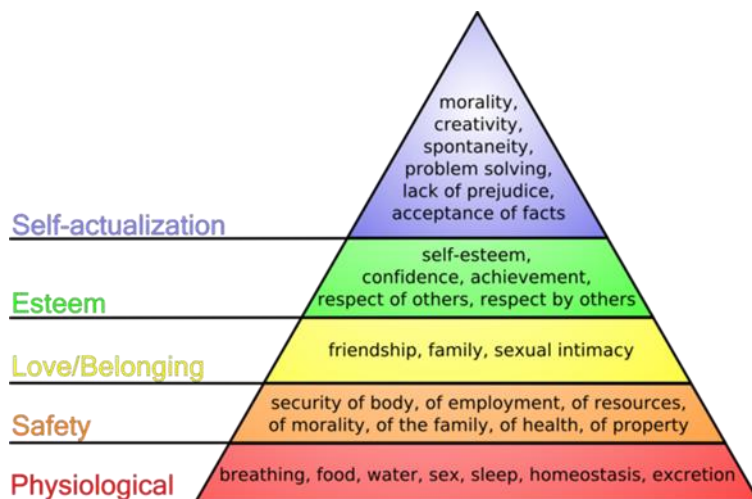 morality,
creativity,
spontaneity,
problem solving,
lack of prejudice,
acceptance of facts
Self-actualization
self-esteem,
confidence, achievement,
respect of others, respect by others
Esteem
friendship, family, sexual intimacy
Love/Belonging
security of body, of employment, of resources,
of morality, of the family, of health, of property
Safety
breathing, food, water, sex, sleep, homeostasis, excretion
Physiological